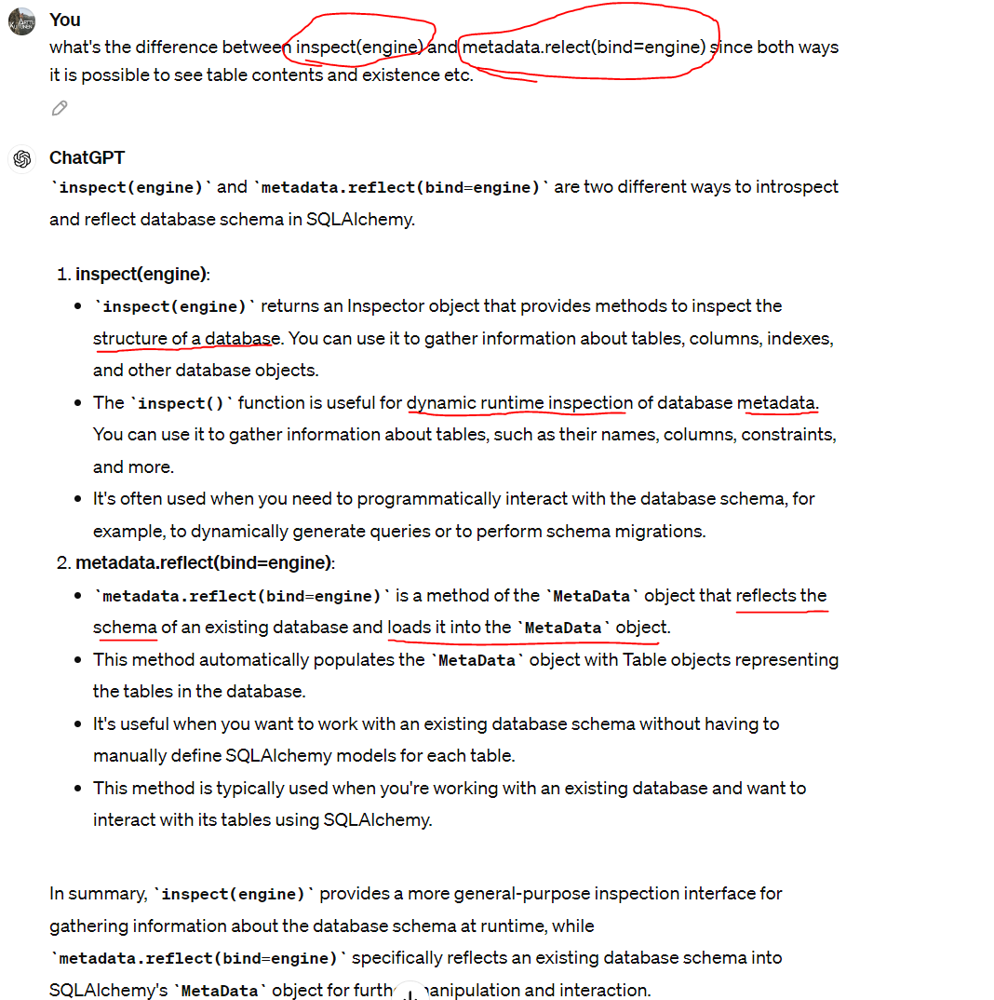 You
what's the difference between inspect(engine) and metadata.relect(bind=engine) since both ways
it is possible to see table contents and existence etc.
ChatGPT
`inspect(engine)` and `metadata.reflect(bind=engine)` are two different ways to introspect
and reflect database schema in SQLAlchemy.
1. inspect(engine):
• `inspect(engine)` returns an Inspector object that provides methods to inspect the
structure of a database. You can use it to gather information about tables, columns, indexes,
and other database objects.
• The `inspect()` function is useful for dynamic runtime inspection of database metadata.
You can use it to gather information about tables, such as their names, columns, constraints,
and more.
• It's often used when you need to programmatically interact with the database schema, for
example, to dynamically generate queries or to perform schema migrations.
2. metadata.reflect(bind=engine):
• `metadata.reflect(bind=engine)` is a method of the `MetaData` object that reflects the
schema of an existing database and loads it into the `MetaData` object.
• This method automatically populates the `MetaData` object with Table objects representing
the tables in the database.
• It's useful when you want to work with an existing database schema without having to
manually define SQLAlchemy models for each table.
• This method is typically used when you're working with an existing database and want to
interact with its tables using SQLAlchemy.
In summary, `inspect(engine)` provides a more general-purpose inspection interface for
gathering information about the database schema at runtime, while
`metadata.reflect(bind=engine)` specifically reflects an existing database schema into
SQLAlchemy's `MetaData` object for furth anipulation and interaction.